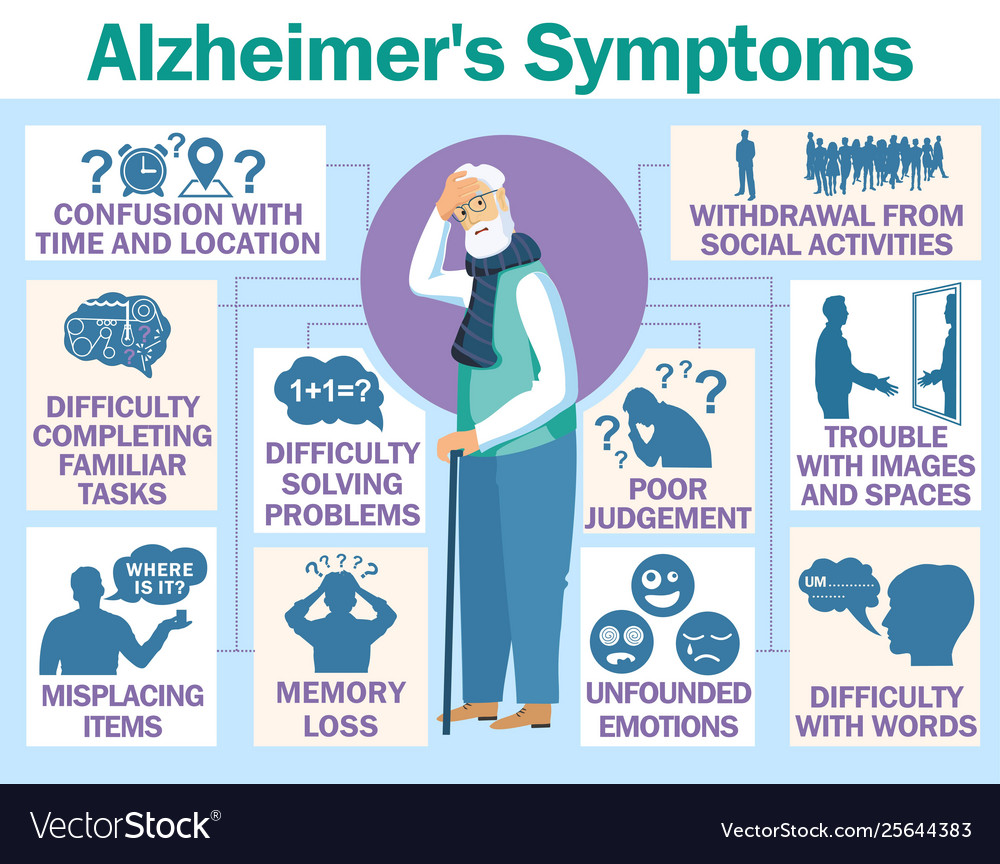 Alzheimer's Symptoms
? ? ?
CONFUSION WITH
TIME AND LOCATION
WITHDRAWAL FROM
SOCIAL ACTIVITIES
? ? ?
DIFFICULTY
COMPLETING
FAMILIAR
TASKS
1+1=?
DIFFICULTY
SOLVING
PROBLEMS
? ? ?
? ?
POOR
JUDGEMENT
TROUBLE
WITH IMAGES
AND SPACES
WHERE
IS IT?
MISPLACING
ITEMS
? ? ? ? ?
MEMORY
LOSS
UNFOUNDED
EMOTIONS
UM...........
........
DIFFICULTY
WITH WORDS
VectorStock®
VectorStock.com/25644383